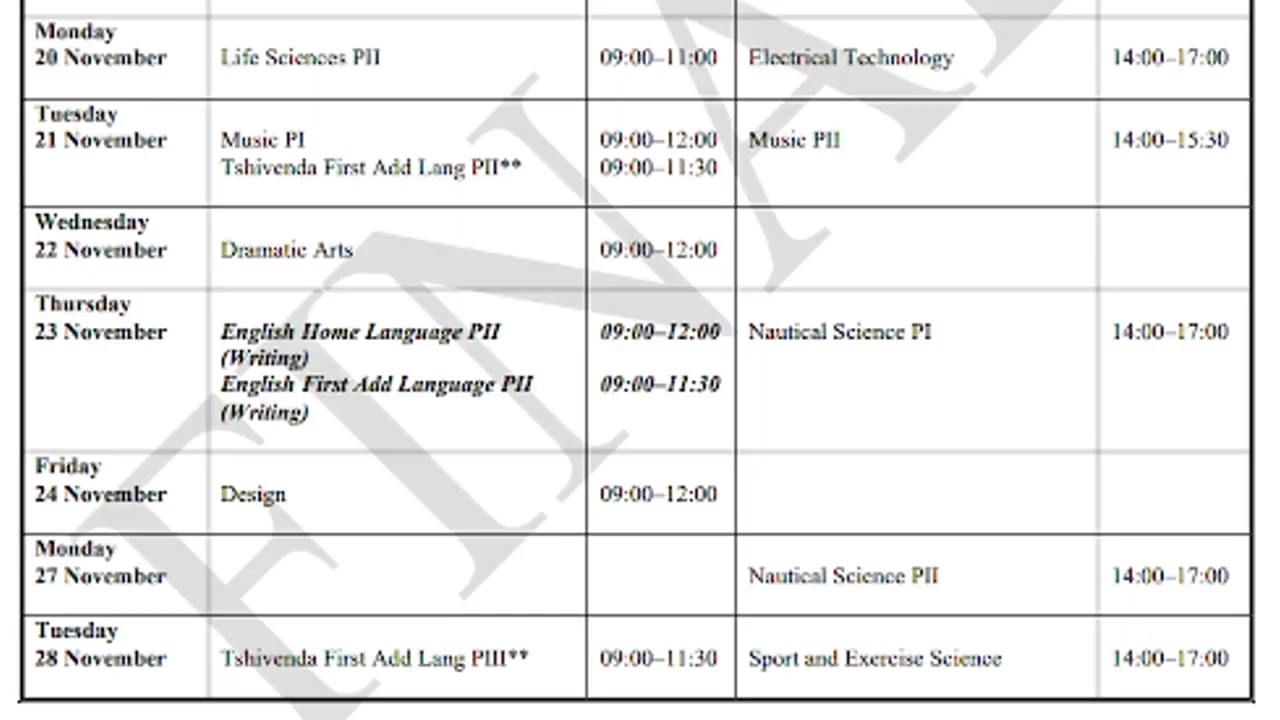 Monday
20 November Life Sciences PII 09:00–11:00 Electrical Technology 14:00–17:00
Tuesday
21 November Music PI 09:00–12:00 Music PII 14:00–15:30
Tshivenda First Add Lang PII** 09:00–11:30
Wednesday
22 November Dramatic Arts 09:00–12:00
Thursday
23 November English Home Language PII 09:00–12:00 Nautical Science PI 14:00–17:00
(Writing)
English First Add Language PII 09:00–11:30
(Writing)
Friday
24 November Design 09:00–12:00
Monday
27 November Nautical Science PII 14:00–17:00
Tuesday
28 November Tshivenda First Add Lang PIII** 09:00–11:30 Sport and Exercise Science 14:00–17:00